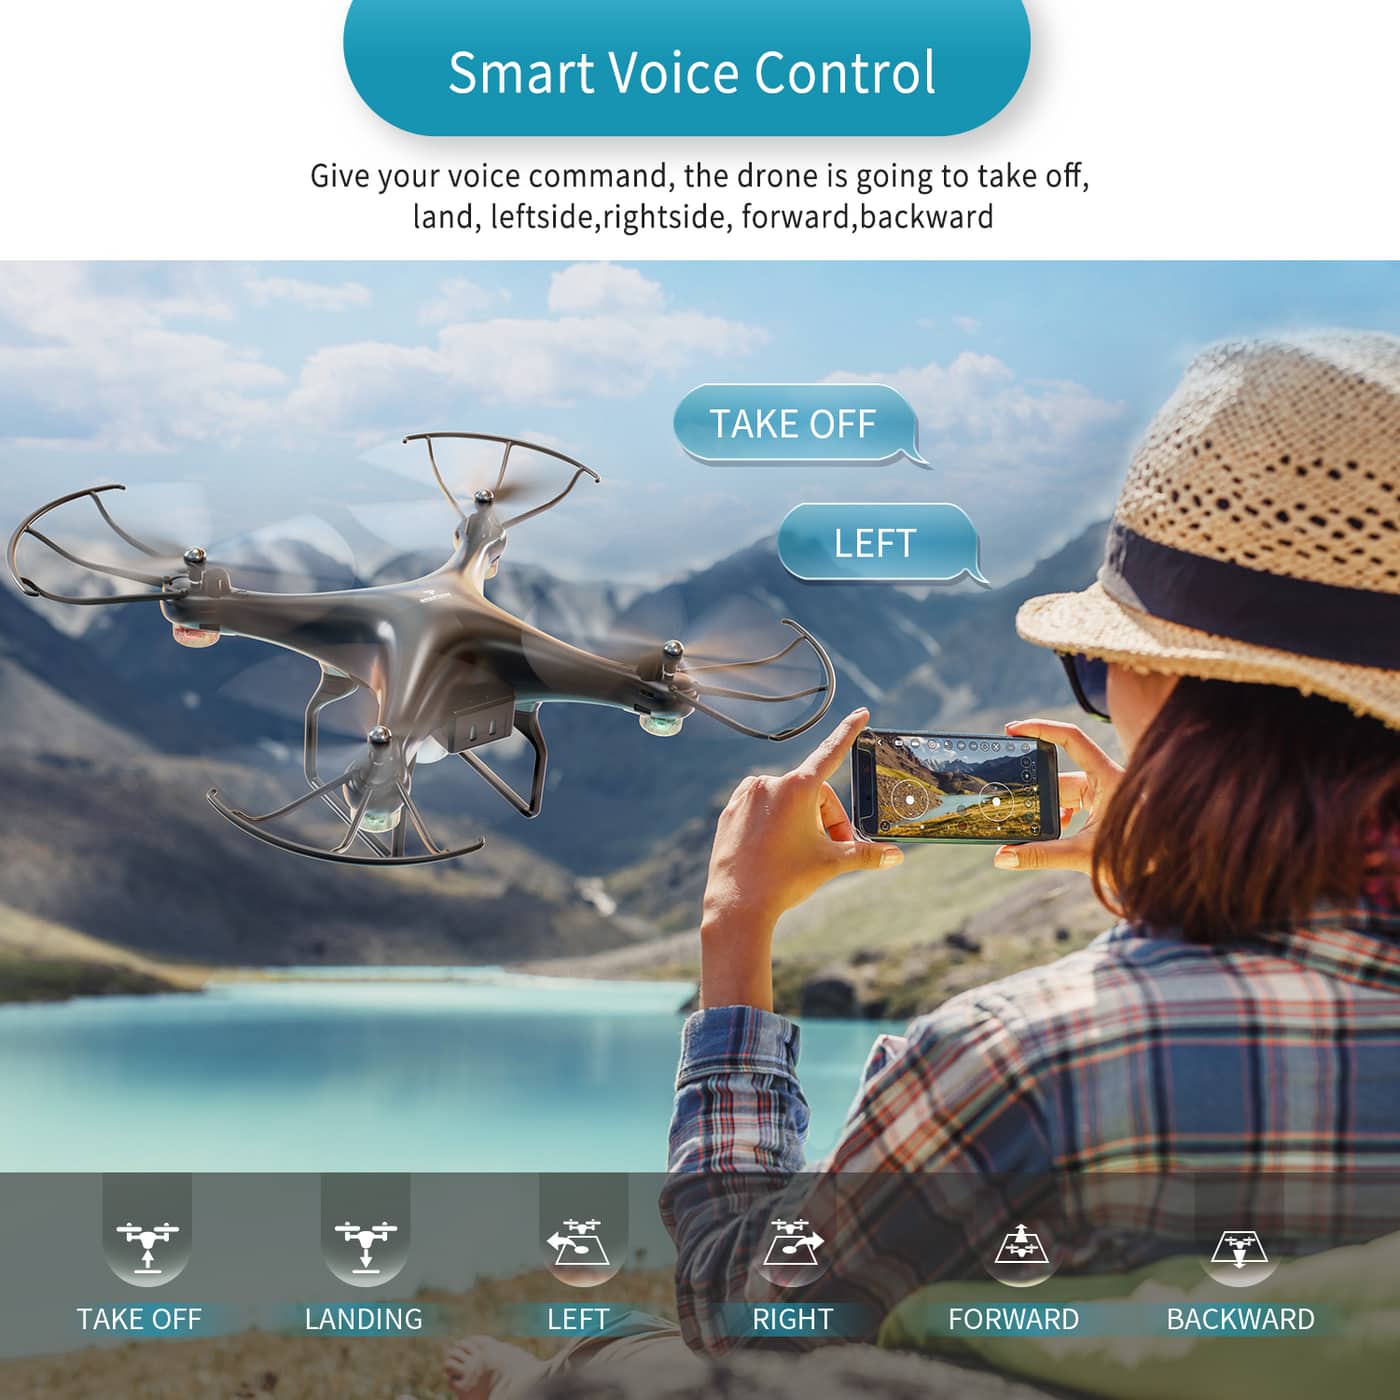 Smart Voice Control
Give your voice command, the drone is going to take off,
land, leftside,rightside, forward,backward
TAKE OFF
LEFT
TAKE OFF
LANDING
LEFT
RIGHT
FORWARD
BACKWARD